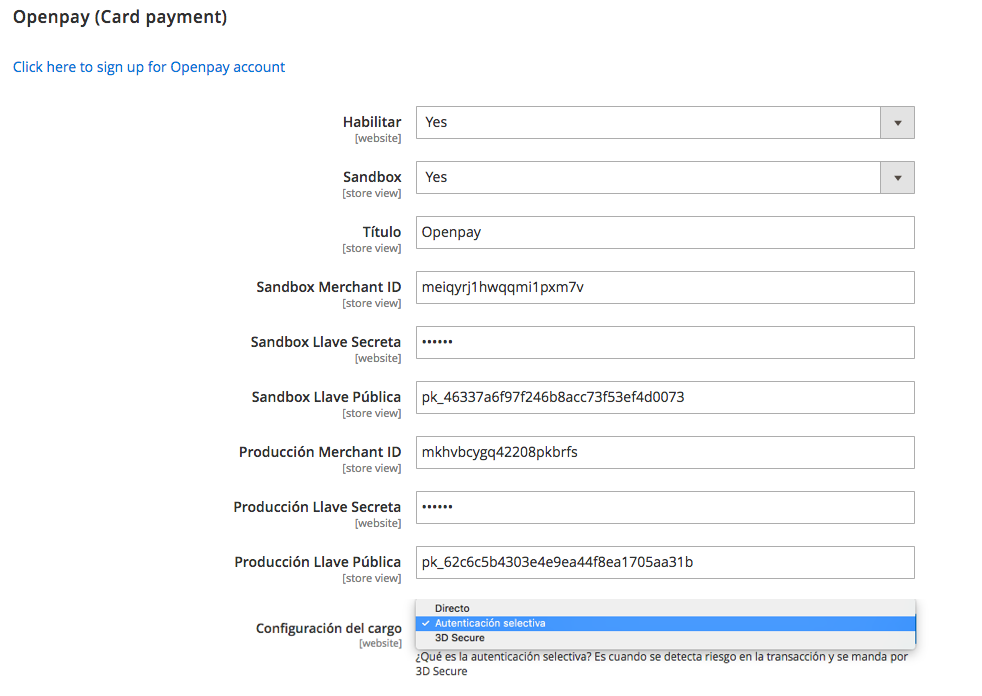 Openpay (Card payment)
Click here to sign up for Openpay account
Habilitar
[website]
Yes
Sandbox
[store view]
Yes
Título
[store view]
Openpay
Sandbox Merchant ID
[store view]
meiqyrj1hwqqmi1pxm7v
Sandbox Llave Secreta
[website]
••••••
Sandbox Llave Pública
[store view]
pk_46337a6f97f246b8acc73f53ef4d0073
Producción Merchant ID
[store view]
mkhvbcygq42208pkbrfs
Producción Llave Secreta
[website]
••••••
Producción Llave Pública
[store view]
pk_62c6c5b4303e4e9ea44f8ea1705aa31b
Configuración del cargo
[website]
Directo
✓ Autenticación selectiva
3D Secure
¿Qué es la autenticación selectiva? Es cuando se detecta riesgo en la transacción y se manda por
3D Secure